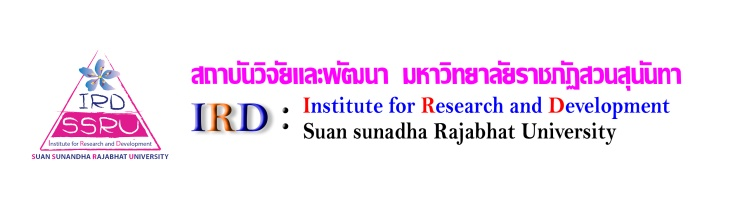 IRD
SSRU
Institute for Research and Development
SUAN SUNANDHA RAJABHAT UNIVERSITY
สถาบันวิจัยและพัฒนา มหาวิทยาลัยราชภัฏสวนสุนันทา
IRD : Institute for Research and Development
Suan sunadha Rajabhat University